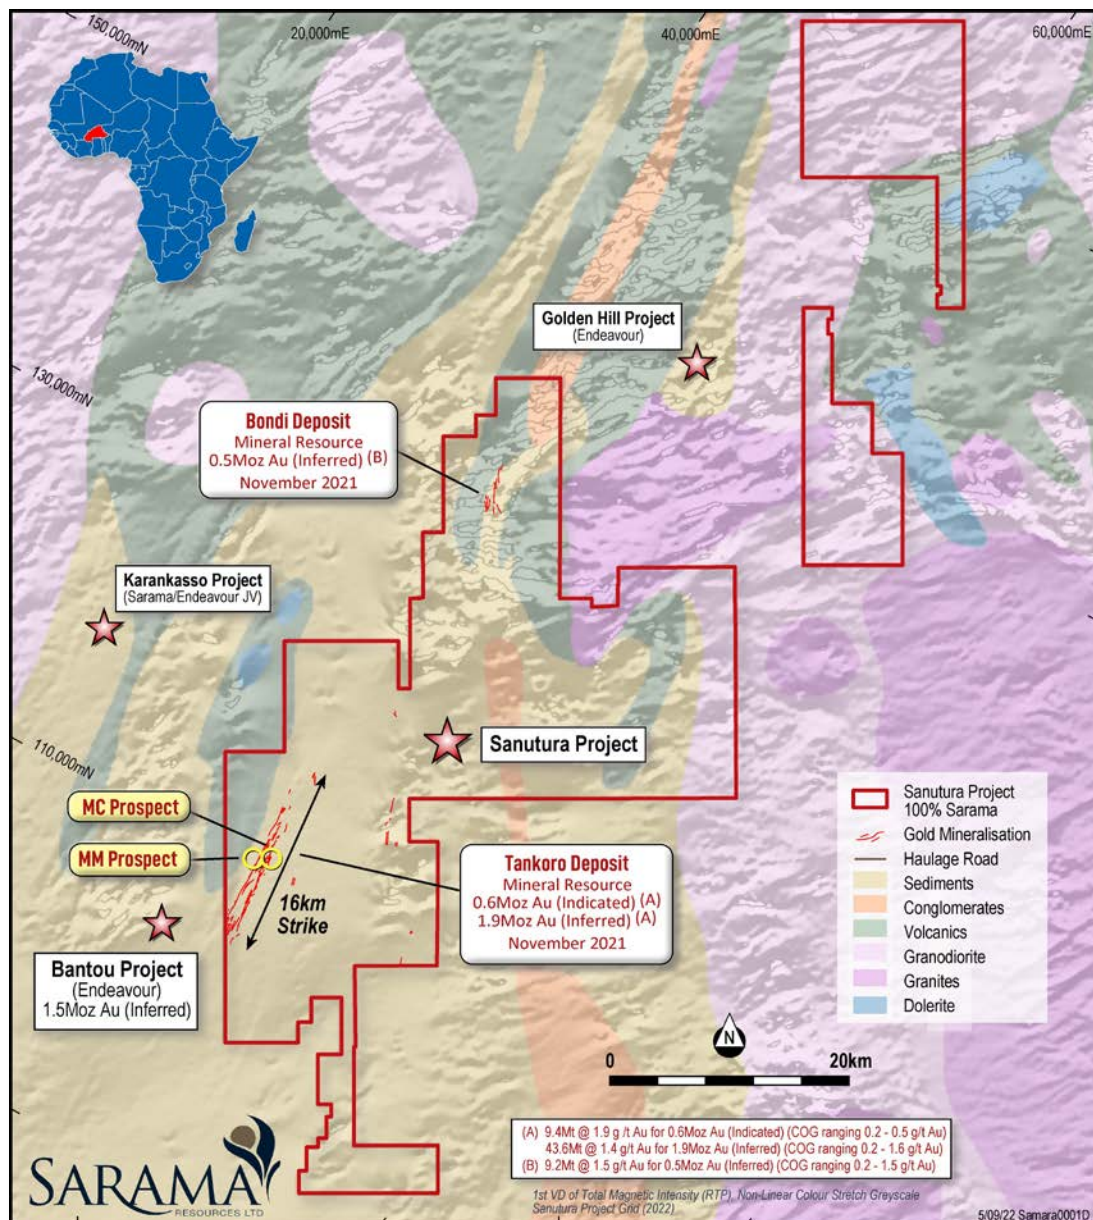 150,000mN
20,000mE
40,000mE
60,000mE
Golden Hill Project
(Endeavour)
130,000mN
Bondi Deposit
Mineral Resource
0.5Moz Au (Inferred) (B)
November 2021
Karankasso Project
(Sarama/Endeavour JV)
110,000mN
Sanutura Project
MC Prospect
MM Prospect
16km
Strike
Tankoro Deposit
Mineral Resource
0.6Moz Au (Indicated) (A)
1.9Moz Au (Inferred) (A)
November 2021
Bantou Project
(Endeavour)
1.5Moz Au (Inferred)
Sanutura Project
100% Sarama
Gold Mineralisation
Haulage Road
Sediments
Conglomerates
Volcanics
Granodiorite
Granites
Dolerite
N
0 20km
(A) 9.4Mt @ 1.9 g /t Au for 0.6Moz Au (Indicated) (COG ranging 0.2 - 0.5 g/t Au)
43.6Mt @ 1.4 g/t Au for 1.9Moz Au (Inferred) (COG ranging 0.2 - 1.6 g/t Au)
(B) 9.2Mt @ 1.5 g/t Au for 0.5Moz Au (Inferred) (COG ranging 0.2 - 1.5 g/t Au)
SARAMA
RESOURCES LTD
1st VD of Total Magnetic Intensity (RTP), Non-Linear Colour Stretch Greyscale
Sanutura Project Grid (2022)
5/09/22 Samara0001D